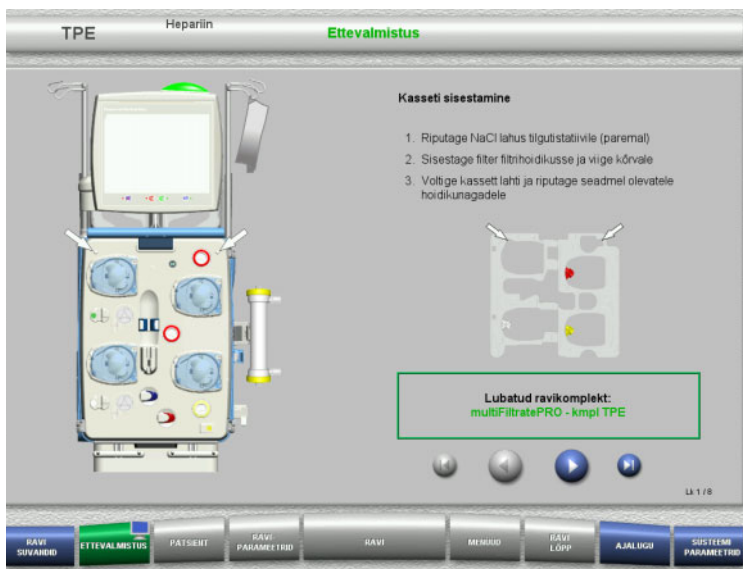 TPE
Hepariin
Ettevalmistus
Kasseti sisestamine
1. Riputage NaCl lahus tilgutistatiivile (paremal)
2. Sisestage filter filtrihoidikusse ja viige kõrvale
3. Voltige kassett lahti ja riputage seadmel olevatele
hoidikunagadele
Lubatud ravikomplekt:
multiFiltratePRO - kmpl TPE
Lk 1 / 8
RAVI
SUVANDID
ETTEVALMISTUS
PATSIENT
RAVI
PARAMEETRID
RAVI
MENUUD
RAVI
LÕPP
AJALUGU
SÜSTEEMI
PARAMEETRID